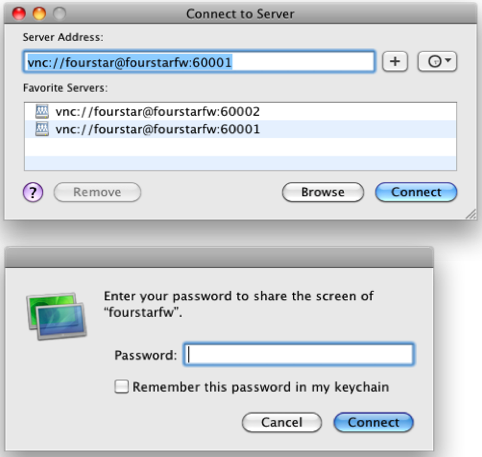 Connect to Server
Server Address:
vnc://fourstar@fourstarfw:60001
+
Favorite Servers:
vnc://fourstar@fourstarfw:60002
vnc://fourstar@fourstarfw:60001
? Remove Browse Connect
Enter your password to share the screen of
“fourstarfw”.
Password:
Remember this password in my keychain
Cancel Connect